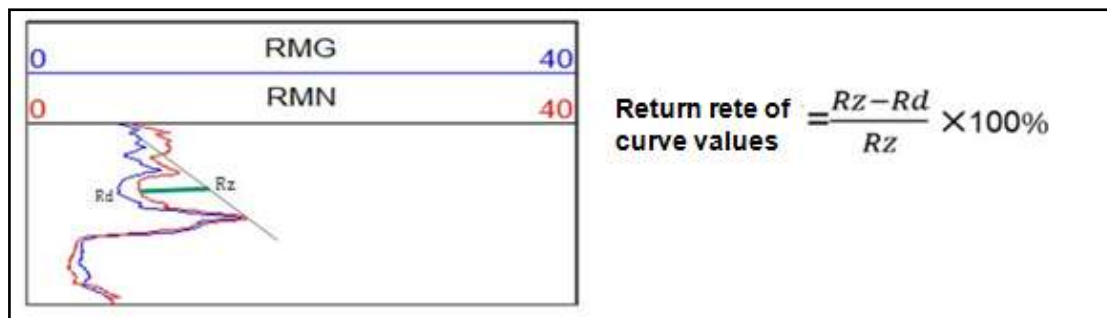 RMG
0 40
RMN
0 40
Rd Rz
Return rete of
curve values
= Rz-Rd / Rz ×100%